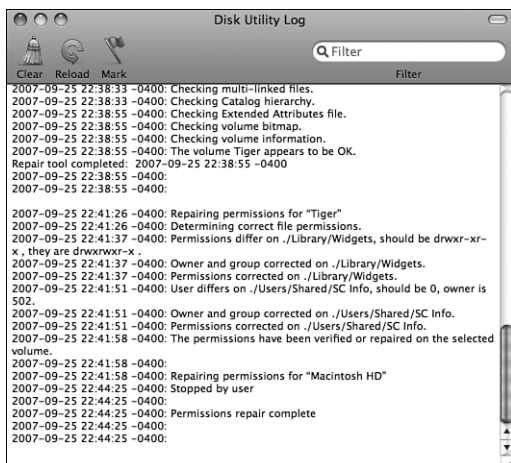 Disk Utility Log
Filter
Clear Reload Mark Filter
2007-09-25 22:38:33 -0400: Checking multi-linked files.
2007-09-25 22:38:33 -0400: Checking Catalog hierarchy.
2007-09-25 22:38:55 -0400: Checking Extended Attributes file.
2007-09-25 22:38:55 -0400: Checking volume bitmap.
2007-09-25 22:38:55 -0400: Checking volume information.
2007-09-25 22:38:55 -0400: The volume Tiger appears to be OK.
Repair tool completed: 2007-09-25 22:38:55 -0400
2007-09-25 22:38:55 -0400:
2007-09-25 22:38:55 -0400:
2007-09-25 22:41:26 -0400: Repairing permissions for “Tiger”
2007-09-25 22:41:26 -0400: Determining correct file permissions.
2007-09-25 22:41:37 -0400: Permissions differ on ./Library/Widgets, should be drwxr-xr-
x , they are drwxrwxr-x .
2007-09-25 22:41:37 -0400: Owner and group corrected on ./Library/Widgets.
2007-09-25 22:41:37 -0400: Permissions corrected on ./Library/Widgets.
2007-09-25 22:41:51 -0400: User differs on ./Users/Shared/SC Info, should be 0, owner is
502.
2007-09-25 22:41:51 -0400: Owner and group corrected on ./Users/Shared/SC Info.
2007-09-25 22:41:51 -0400: Permissions corrected on ./Users/Shared/SC Info.
2007-09-25 22:41:58 -0400: The permissions have been verified or repaired on the selected
volume.
2007-09-25 22:41:58 -0400:
2007-09-25 22:41:58 -0400: Repairing permissions for “Macintosh HD”
2007-09-25 22:44:25 -0400: Stopped by user
2007-09-25 22:44:25 -0400:
2007-09-25 22:44:25 -0400: Permissions repair complete
2007-09-25 22:44:25 -0400:
2007-09-25 22:44:25 -0400: